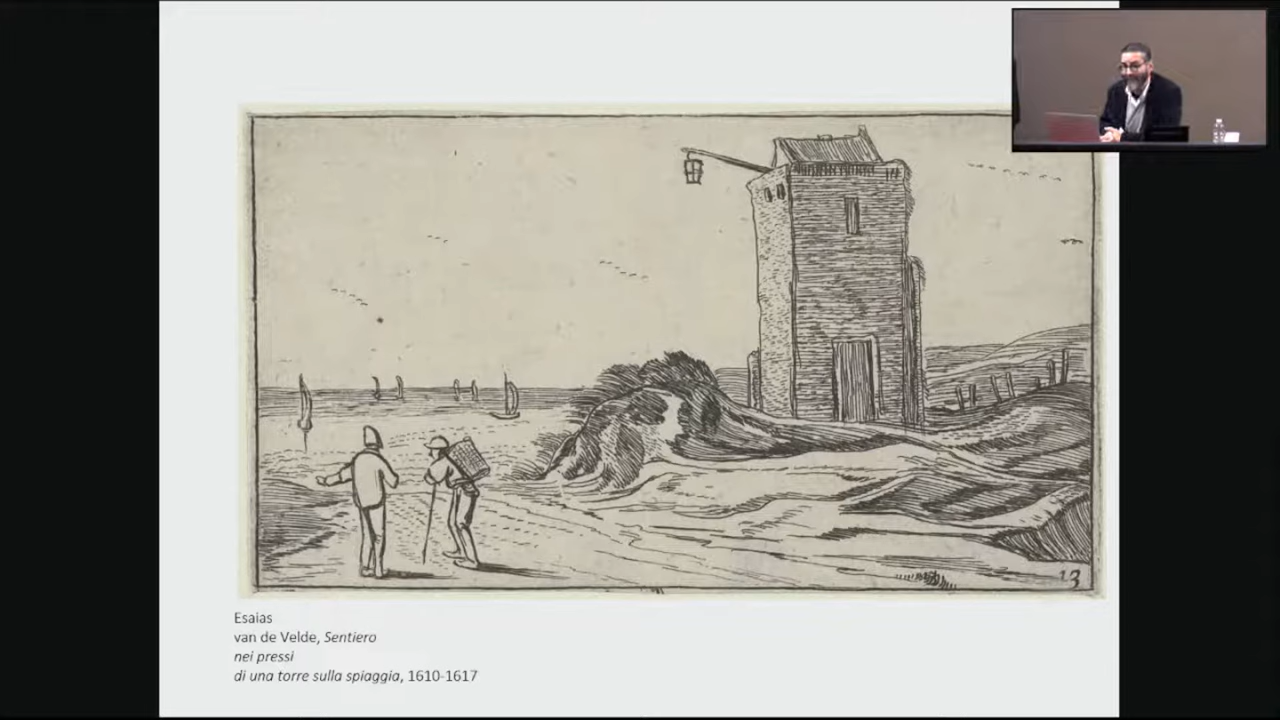 13
Esaias
van de Velde, Sentiero
nei pressi
di una torre sulla spiaggia, 1610-1617